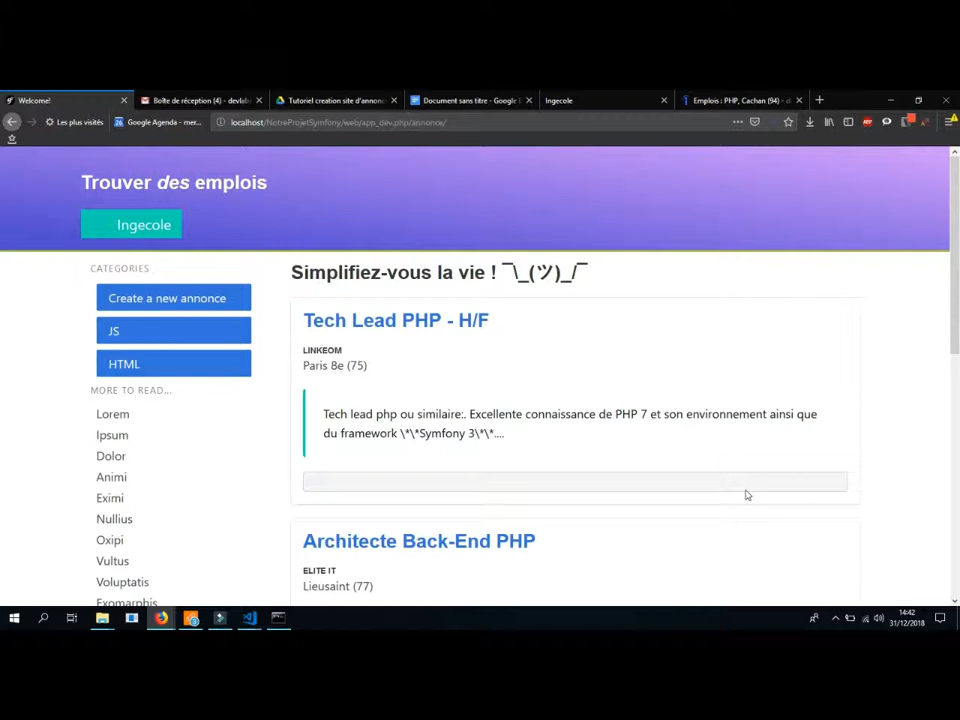 Welcome!
Boîte de réception (4) - devlab
Tutoriel creation site d'annonc
Document sans titre - Google
Ingecole
Emplois : PHP, Cachan (94) -
Les plus visités
Google Agenda - mer...
localhost/NotreProjetSymfony/web/app_dev.php/annonce/
Trouver des emplois
Ingecole
CATEGORIES
Create a new annonce
JS
HTML
MORE TO READ...
Lorem
Ipsum
Dolor
Animi
Eximi
Nullius
Oxipi
Vultus
Voluptatis
Exomarphis
Simplifiez-vous la vie ! ¯\_(ツ)_/¯
Tech Lead PHP - H/F
LINKEOM
Paris 8e (75)
Tech lead php ou similaire:. Excellente connaissance de PHP 7 et son environnement ainsi que
du framework \*\*Symfony 3\*\*....
Architecte Back-End PHP
ELITE IT
Lieusaint (77)
14:42
31/12/2018